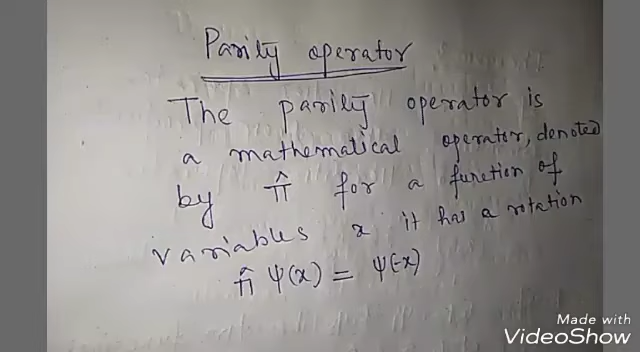 Parity operator
The parity operator is
a mathematical operator, denoted
by π̂ for a function of
variables x it has a rotation
π̂ ψ(x) = ψ(-x)
Made with
VideoShow